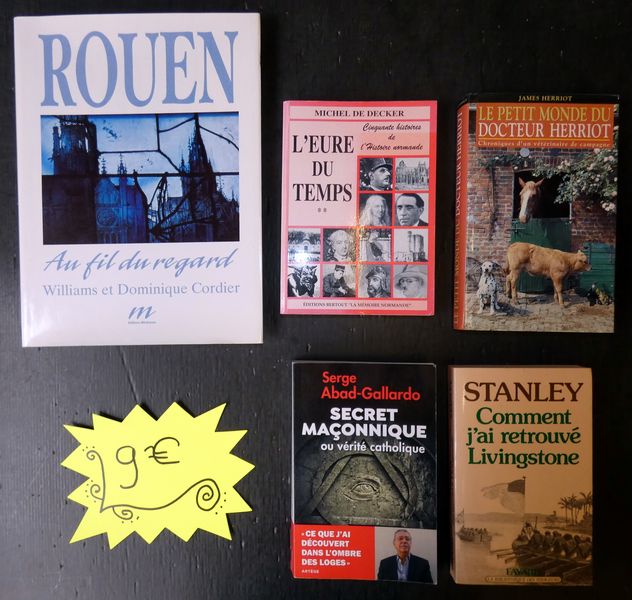 ROUEN
Au fil du regard
Williams et Dominique Cordier
m
MICHEL DE DECKER
Cinquante histoires
de
l'Histoire normande
L'EURE
DU
TEMPS
**
ÉDITIONS BERTOUT "LA MÉMOIRE NORMANDE"
JAMES HERRIOT
LE PETIT MONDE DU
DOCTEUR HERRIOT
Chroniques d'un vétérinaire de campagne
9€
Serge
Abad-Gallardo
SECRET
MAÇONNIQUE
ou vérité catholique
« CE QUE J'AI
DÉCOUVERT
DANS L'OMBRE
DES LOGES »
ARTÈGE
STANLEY
Comment
j'ai retrouvé
Livingstone
FAYARD